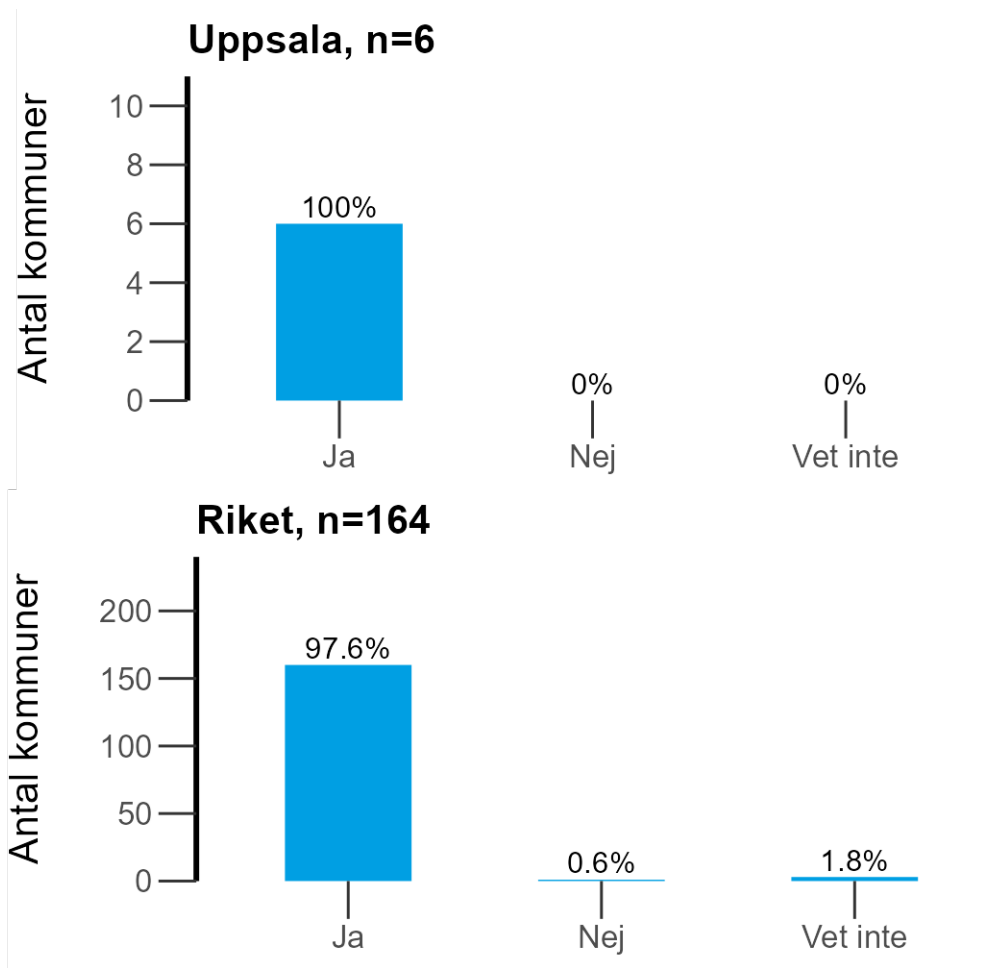 Uppsala, n=6
Antal kommuner
10
8
6
4
2
0
100%
0%
0%
Ja
Nej
Vet inte
Riket, n=164
Antal kommuner
200
150
100
50
0
97.6%
0.6%
1.8%
Ja
Nej
Vet inte